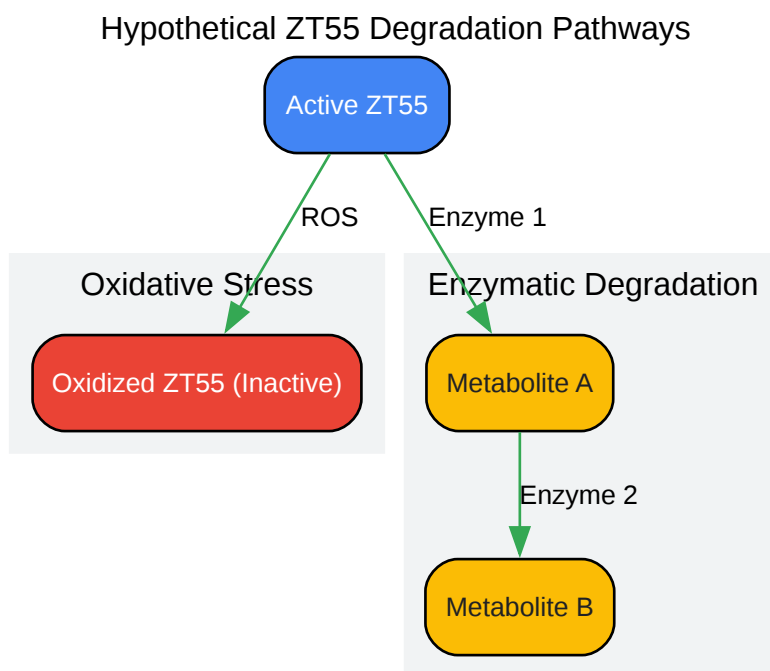 Hypothetical ZT55 Degradation Pathways
Active ZT55
ROS
Enzyme 1
Oxidative Stress
Enzymatic Degradation
Oxidized ZT55 (Inactive)
Metabolite A
Enzyme 2
Metabolite B